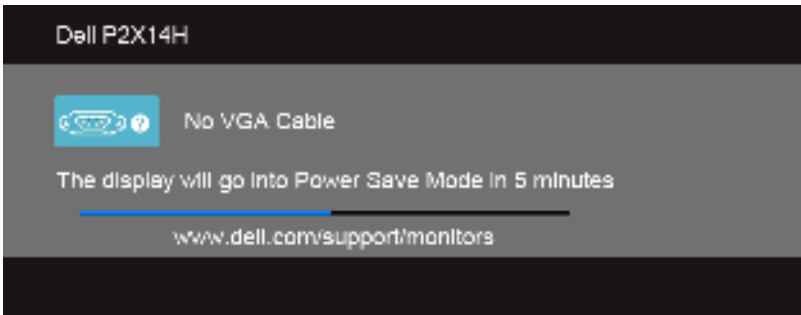 Dell P2X14H
No VGA Cable
The display will go into Power Save Mode in 5 minutes
www.dell.com/support/monitors